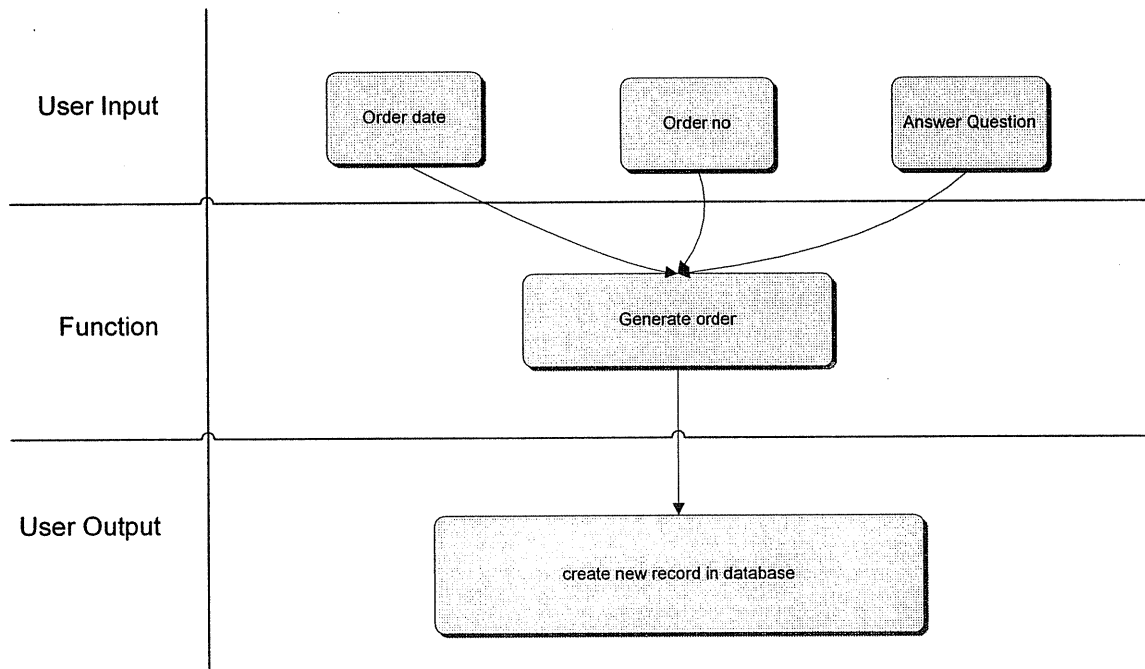 User Input
Order date
Order no
Answer Question
Function
Generate order
User Output
create new record in database